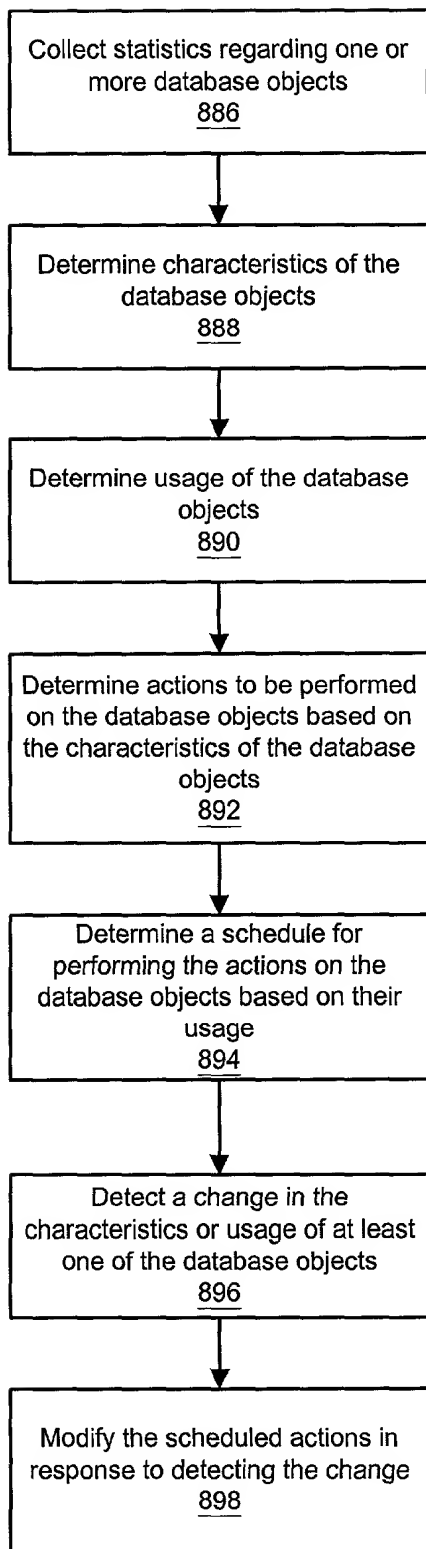 Collect statistics regarding one or
more database objects
886
Determine characteristics of the
database objects
888
Determine usage of the database
objects
890
Determine actions to be performed
on the database objects based on
the characteristics of the database
objects
892
Determine a schedule for
performing the actions on the
database objects based on their
usage
894
Detect a change in the
characteristics or usage of at least
one of the database objects
896
Modify the scheduled actions in
response to detecting the change
898